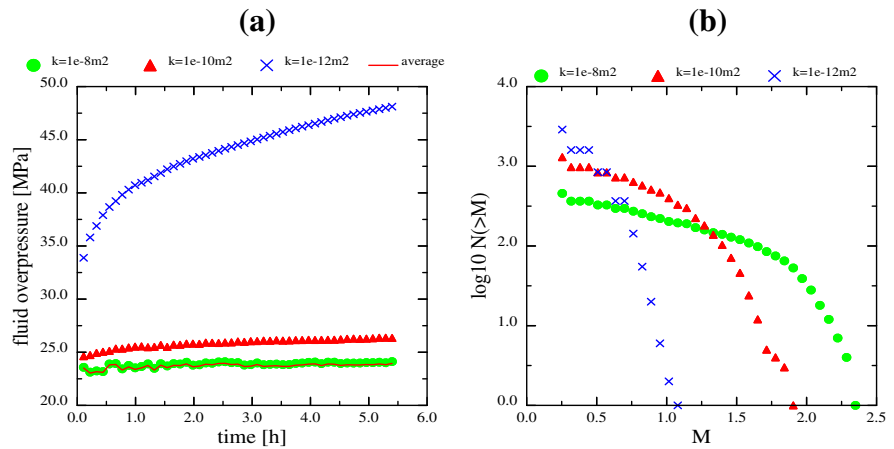 (a)
k=1e-8m2 k=1e-10m2 k=1e-12m2 average
50.0
45.0
40.0
35.0
30.0
25.0
20.0
fluid overpressure [MPa]
0.0 1.0 2.0 3.0 4.0 5.0 6.0
time [h]
(b)
k=1e-8m2 k=1e-10m2 k=1e-12m2
4.0
3.0
2.0
1.0
0.0
log10 N(>M)
0.0 0.5 1.0 1.5 2.0 2.5
M